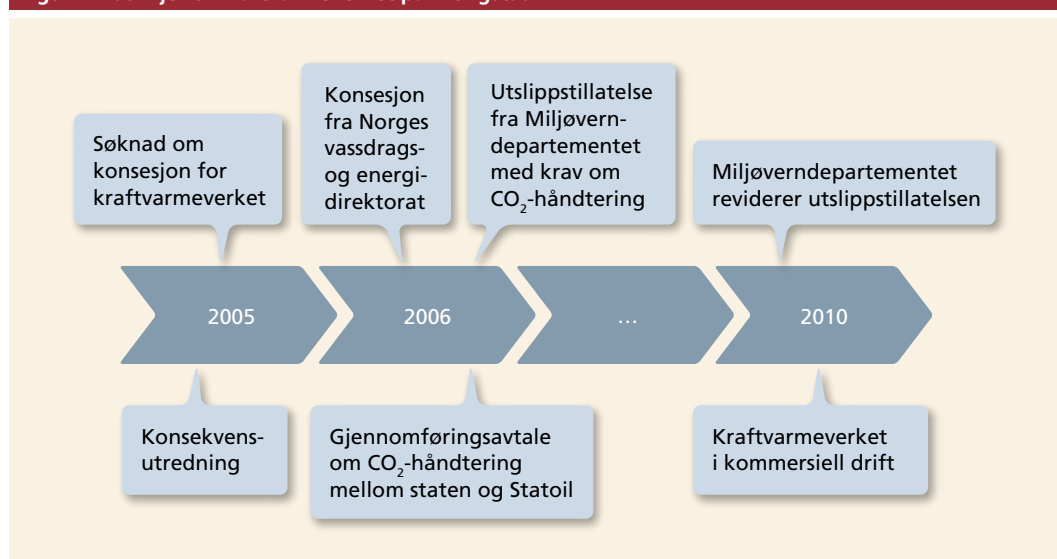 Søknad om
konsesjon for
kraftvarmeverket
Konsesjon
fra Norges
vassdrags-
og energi-
direktorat
Utslippstillatelse
fra Miljøvern-
departementet
med krav om
CO₂-håndtering
Miljøverndepartementet
reviderer utslippstillatelsen
2005
2006
...
2010
Konsekvens-
utredning
Gjennomføringsavtale
om CO₂-håndtering
mellom staten og Statoil
Kraftvarmeverket
i kommersiell drift